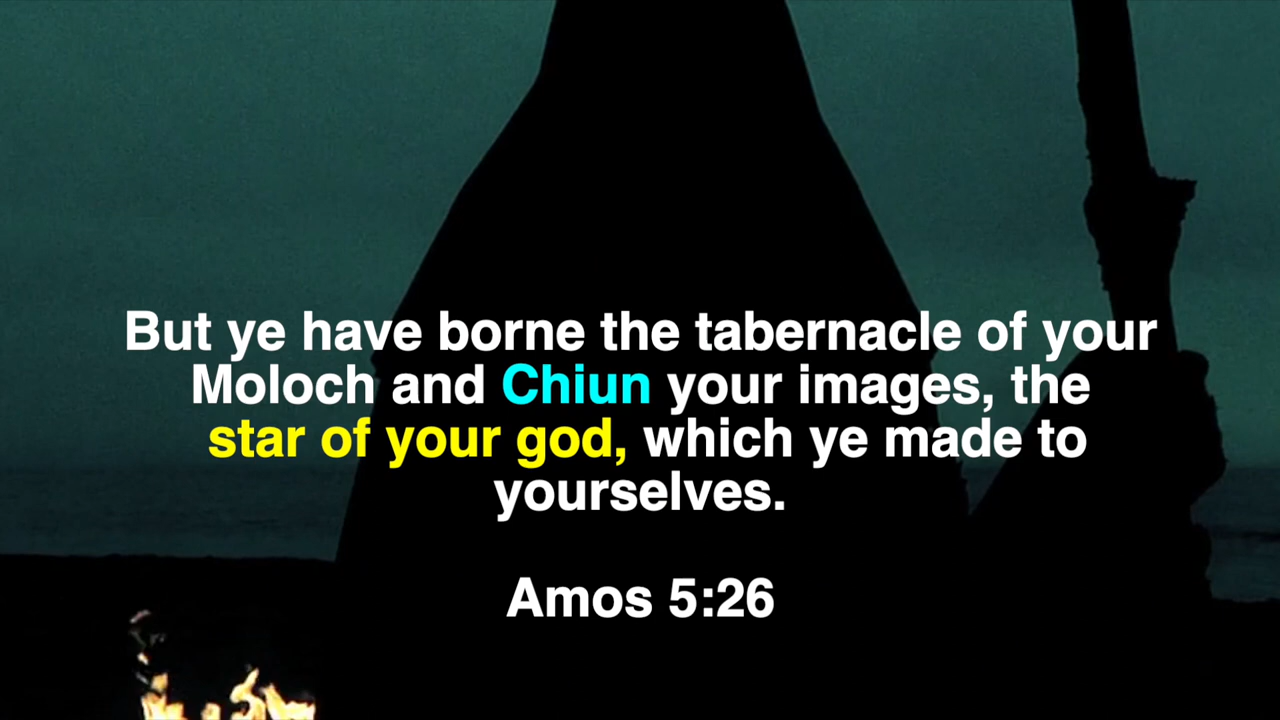 But ye have borne the tabernacle of your
Moloch and Chiun your images, the
star of your god, which ye made to
yourselves.
Amos 5:26